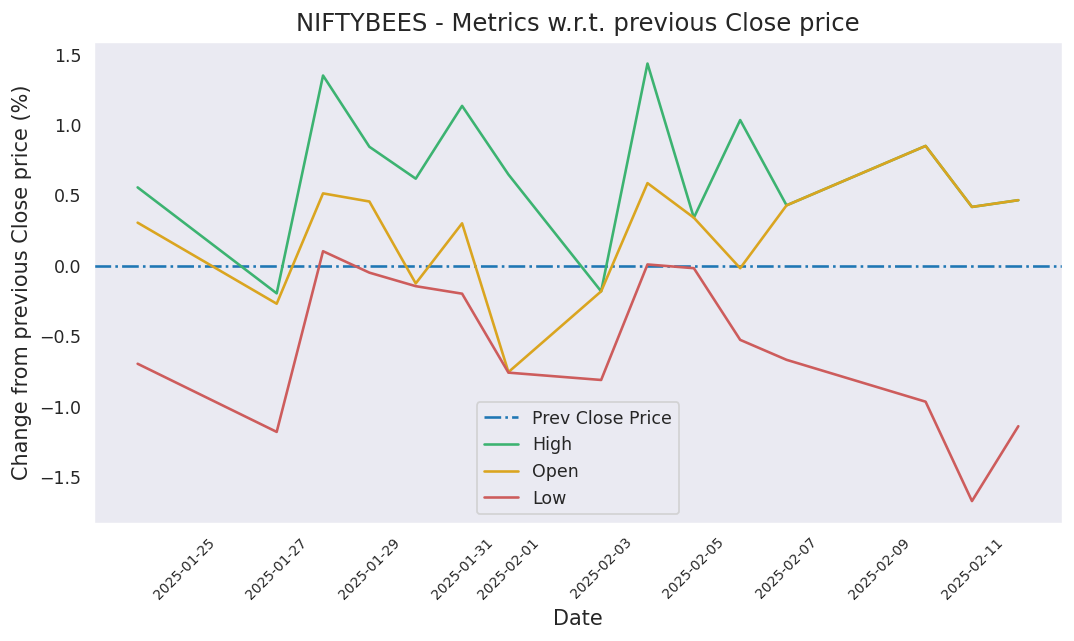 NIFTYBEES - Metrics w.r.t. previous Close price
Change from previous Close price (%)
1.5
1.0
0.5
0.0
−0.5
−1.0
−1.5
Prev Close Price
High
Open
Low
2025-01-25
2025-01-27
2025-01-29
2025-01-31
2025-02-01
2025-02-03
2025-02-05
2025-02-07
2025-02-09
2025-02-11
Date